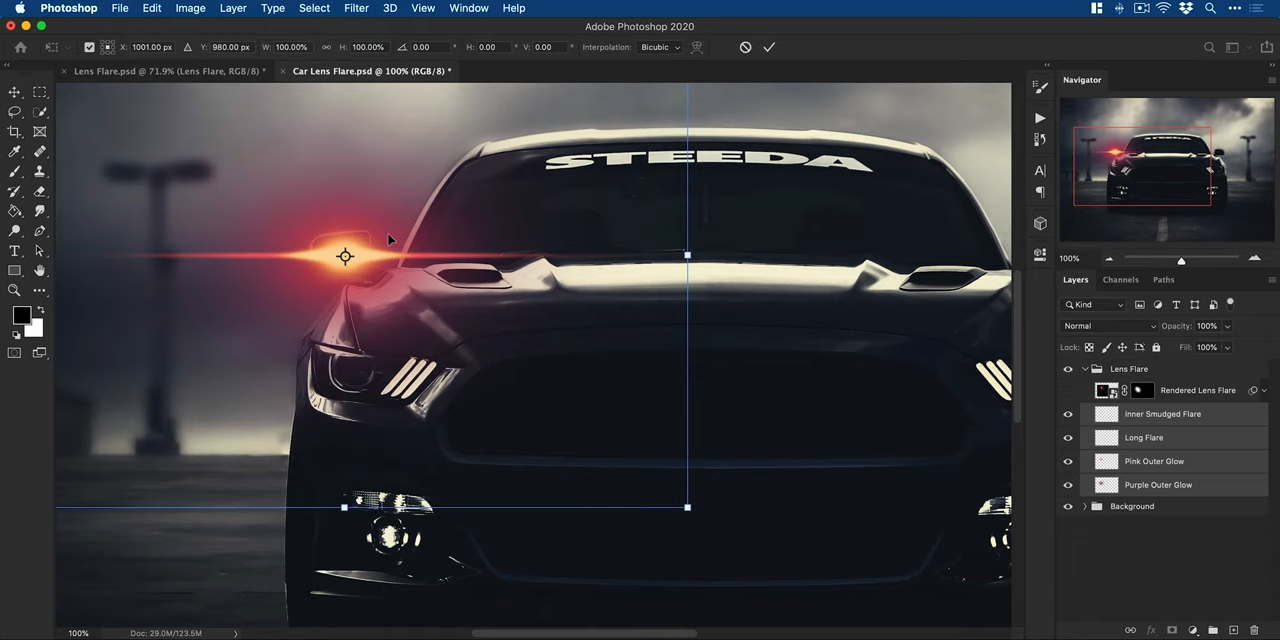 Photoshop File Edit Image Layer Type Select Filter 3D View Window Help
Adobe Photoshop 2020
X: 1001.00 px Y: 980.00 px W: 100.00% H: 100.00% 0.00 ° H: 0.00 ° V: 0.00 ° Interpolation: Bicubic
Lens Flare.psd @ 71.9% (Lens Flare, RGB/8) *
Car Lens Flare.psd @ 100% (RGB/8) *
STEEDA
Navigator
100%
Layers Channels Paths
Kind
Normal Opacity: 100%
Lock: Fill: 100%
Lens Flare
Rendered Lens Flare
Inner Smudged Flare
Long Flare
Pink Outer Glow
Purple Outer Glow
Background
100% Doc: 29.0M/123.5M